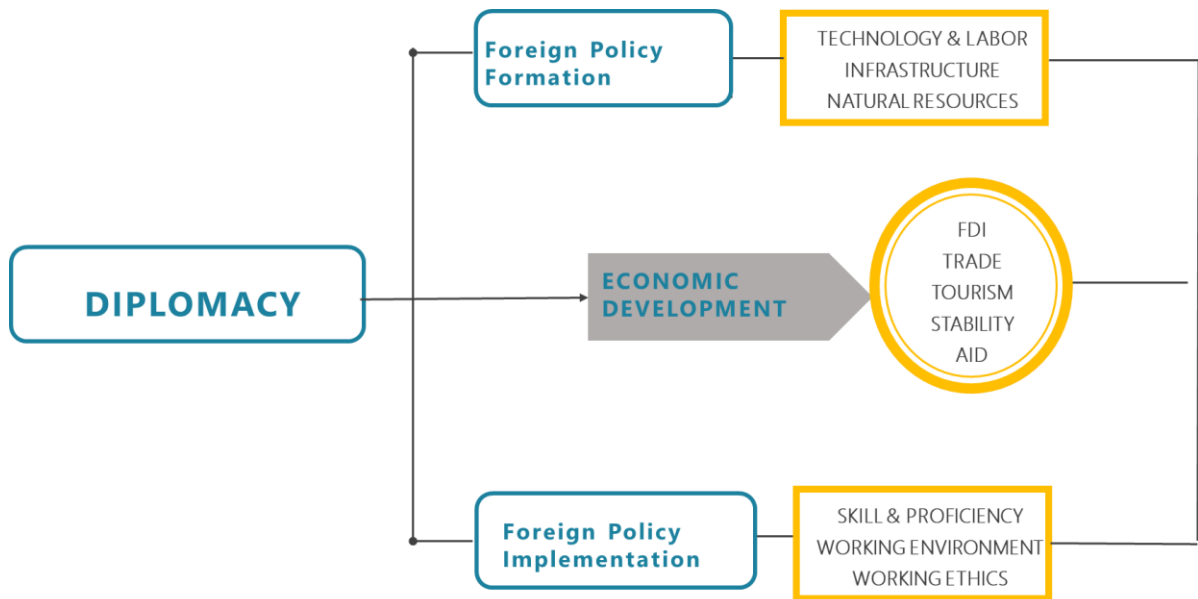 Foreign Policy
Formation
TECHNOLOGY & LABOR
INFRASTRUCTURE
NATURAL RESOURCES
DIPLOMACY
ECONOMIC
DEVELOPMENT
FDI
TRADE
TOURISM
STABILITY
AID
Foreign Policy
Implementation
SKILL & PROFICIENCY
WORKING ENVIRONMENT
WORKING ETHICS